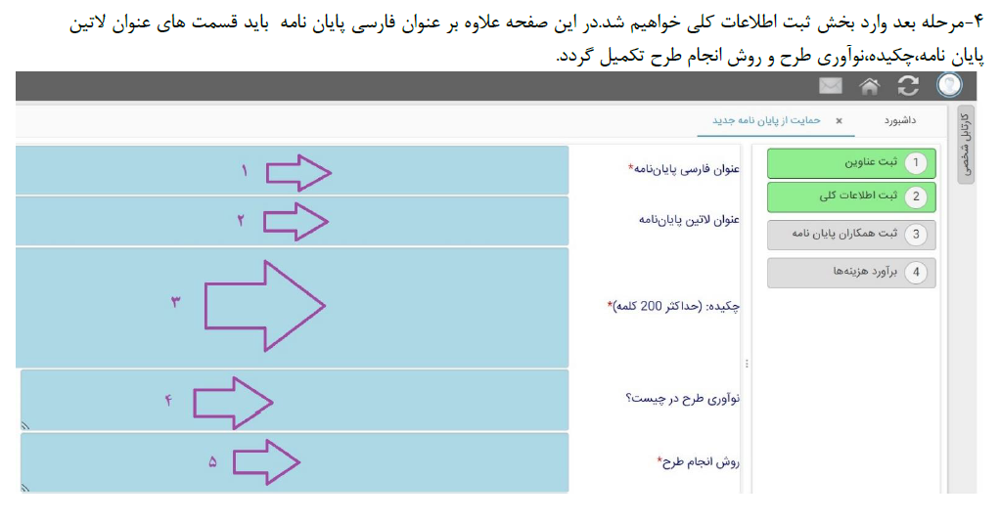 ۴-مرحله بعد وارد بخش ثبت اطلاعات کلی خواهیم شد.در این صفحه علاوه بر عنوان فارسی پایان نامه باید قسمت های عنوان لاتین
پایان نامه،چکیده،نوآوری طرح و روش انجام طرح تکمیل گردد.
کارتابل شخصی
داشبورد
حمایت از پایان نامه جدید ×
1 ثبت عناوین
2 ثبت اطلاعات کلی
3 ثبت همکاران پایان نامه
4 برآورد هزینه‌ها
عنوان فارسی پایان‌نامه*
۱
عنوان لاتین پایان‌نامه
۲
چکیده: (حداکثر 200 کلمه)*
۳
نوآوری طرح در چیست؟
۴
روش انجام طرح*
۵